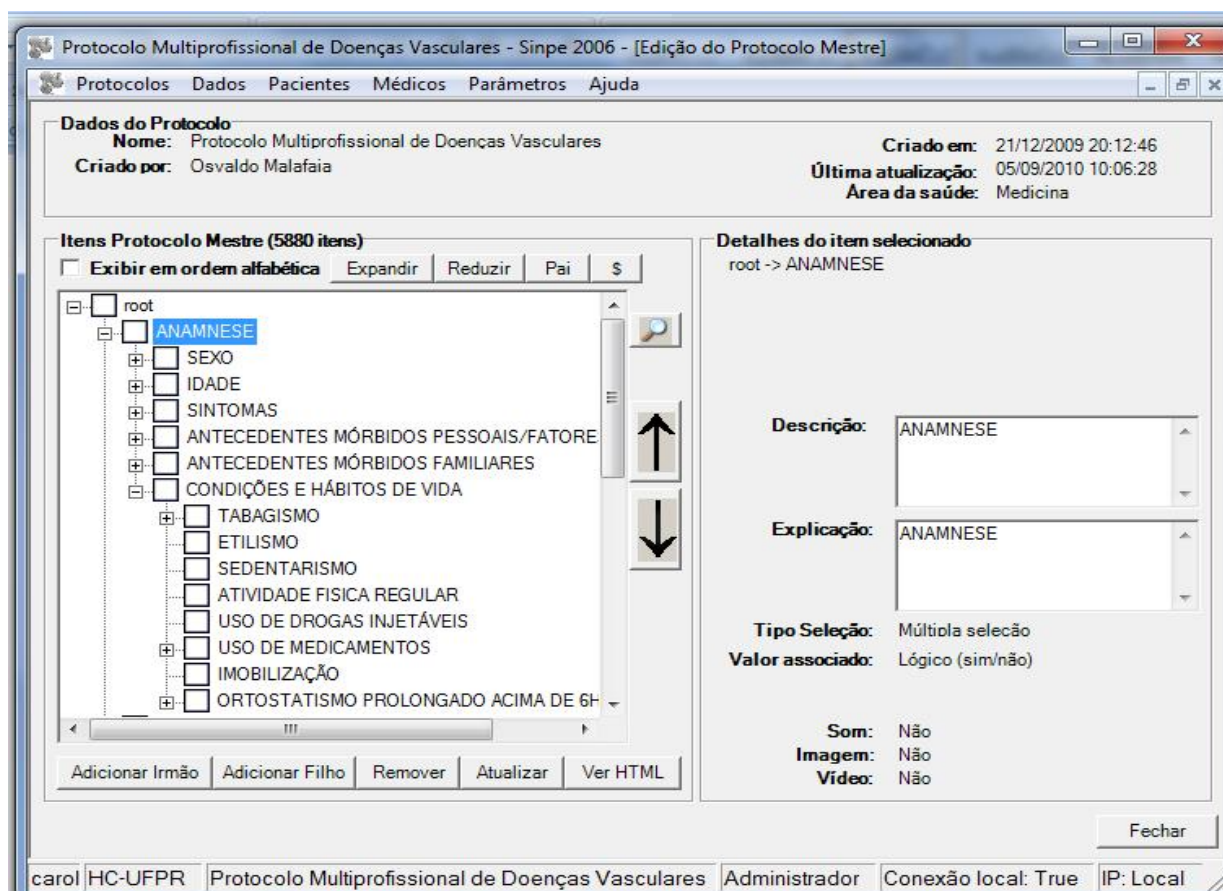 Protocolo Multiprofissional de Doenças Vasculares - Sinpe 2006 - [Edição do Protocolo Mestre]
Protocolos Dados Pacientes Médicos Parâmetros Ajuda
Dados do Protocolo
Nome: Protocolo Multiprofissional de Doenças Vasculares
Criado por: Osvaldo Malafaia
Criado em: 21/12/2009 20:12:46
Última atualização: 05/09/2010 10:06:28
Área da saúde: Medicina
Itens Protocolo Mestre (5880 itens)
Exibir em ordem alfabética Expandir Reduzir Pai $
root
ANAMNESE
SEXO
IDADE
SINTOMAS
ANTECEDENTES MÓRBIDOS PESSOAIS/FATORE
ANTECEDENTES MÓRBIDOS FAMILIARES
CONDIÇÕES E HÁBITOS DE VIDA
TABAGISMO
ETILISMO
SEDENTARISMO
ATIVIDADE FISICA REGULAR
USO DE DROGAS INJETÁVEIS
USO DE MEDICAMENTOS
IMOBILIZAÇÃO
ORTOSTATISMO PROLONGADO ACIMA DE 6H
Adicionar Irmão Adicionar Filho Remover Atualizar Ver HTML
Detalhes do item selecionado
root -> ANAMNESE
Descrição: ANAMNESE
Explicação: ANAMNESE
Tipo Seleção: Múltipla seleção
Valor associado: Lógico (sim/não)
Som: Não
Imagem: Não
Vídeo: Não
Fechar
carol HC-UFPR Protocolo Multiprofissional de Doenças Vasculares Administrador Conexão local: True IP: Local